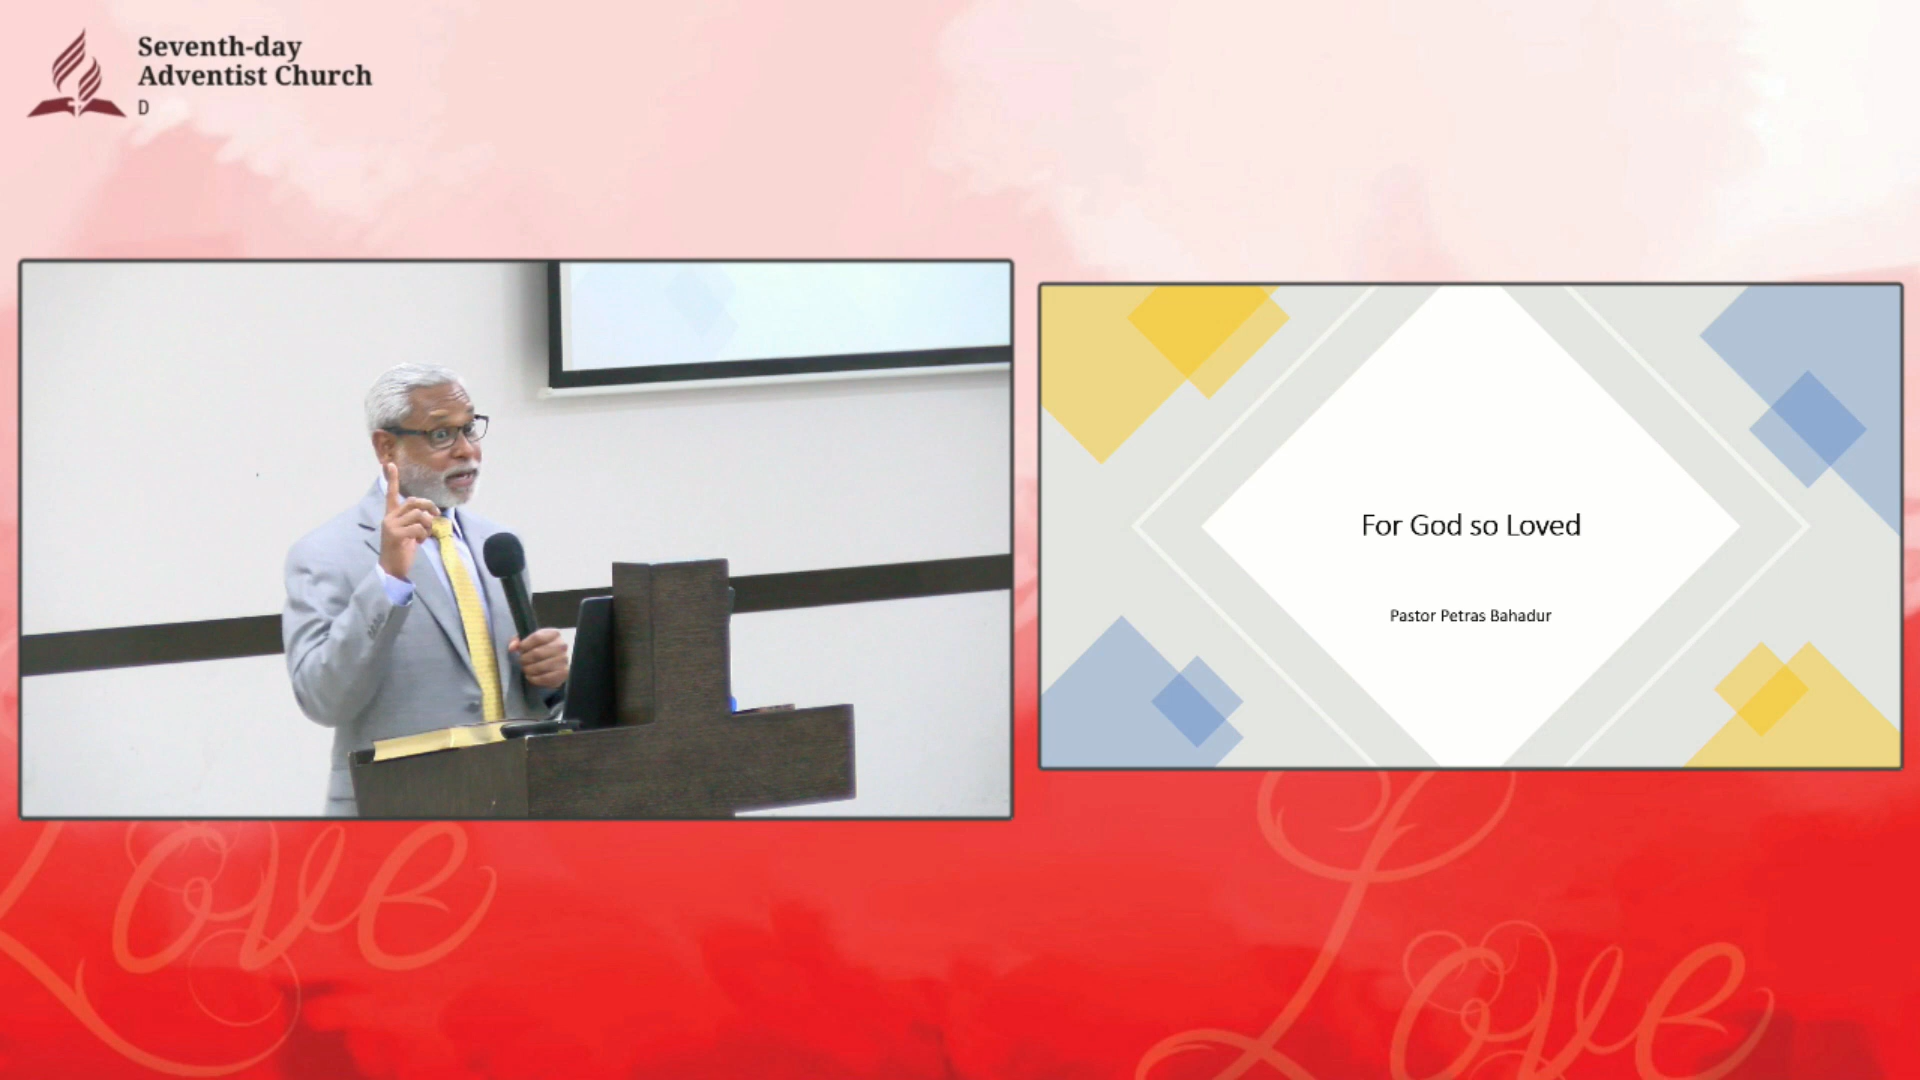 Seventh-day
Adventist Church
D
For God so Loved
Pastor Petras Bahadur
Love
Love